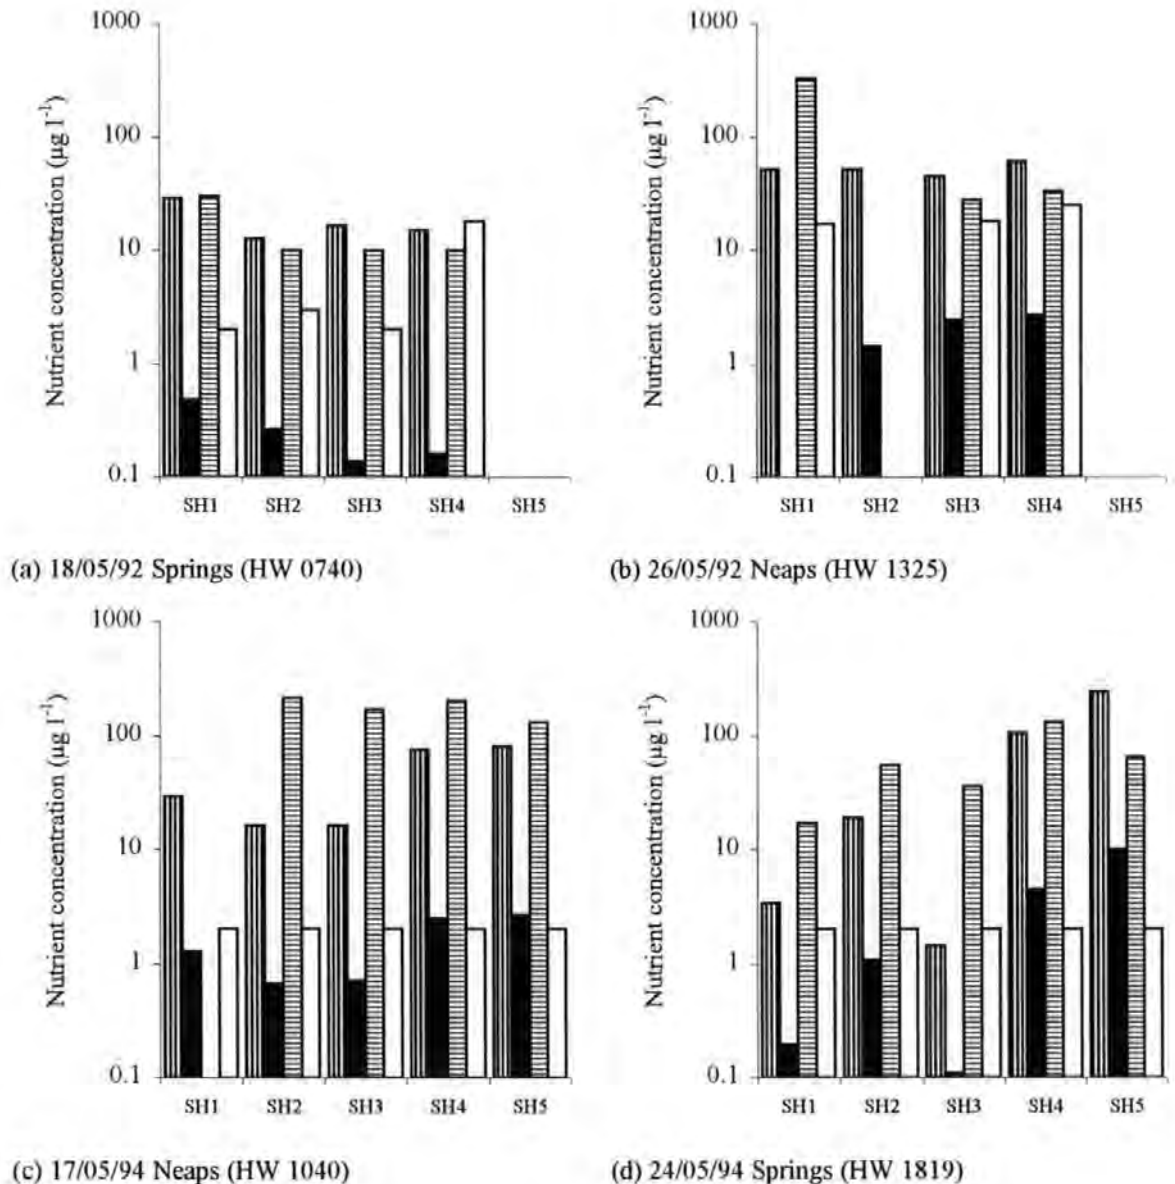 1000
100
10
1
0.1
Nutrient concentration (µg l⁻¹)
SH1 SH2 SH3 SH4 SH5
(a) 18/05/92 Springs (HW 0740)
1000
100
10
1
0.1
Nutrient concentration (µg l⁻¹)
SH1 SH2 SH3 SH4 SH5
(b) 26/05/92 Neaps (HW 1325)
1000
100
10
1
0.1
Nutrient concentration (µg l⁻¹)
SH1 SH2 SH3 SH4 SH5
(c) 17/05/94 Neaps (HW 1040)
1000
100
10
1
0.1
Nutrient concentration (µg l⁻¹)
SH1 SH2 SH3 SH4 SH5
(d) 24/05/94 Springs (HW 1819)